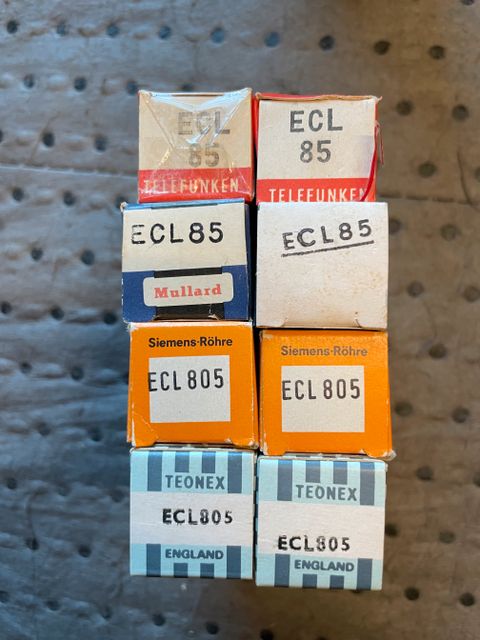 ECL
85
TELEFUNKEN
ECL
85
TELEFUNKEN
ECL85
Mullard
ECL85
Siemens-Röhre
ECL 805
Siemens-Röhre
ECL 805
TEONEX
ECL805
ENGLAND
TEONEX
ECL805
ENGLAND